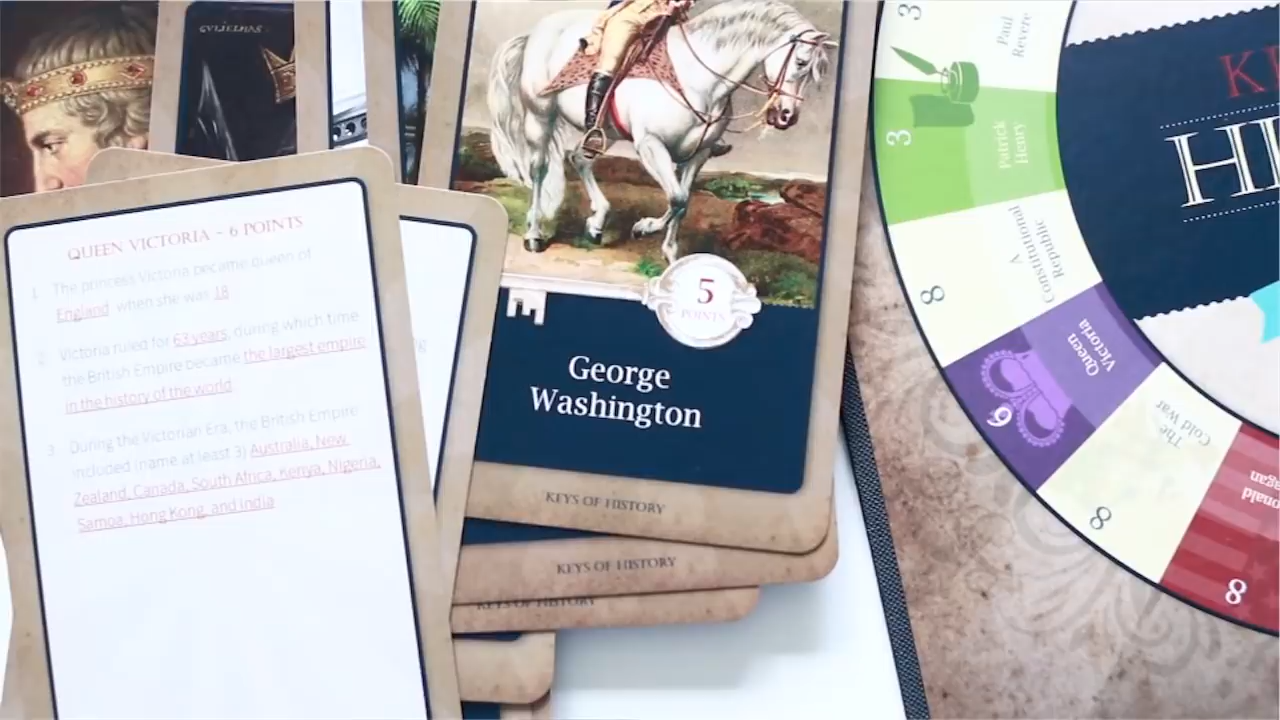 GVLIELMAS
QUEEN VICTORIA - 6 POINTS
1. The princess Victoria became queen of
England when she was 18
2. Victoria ruled for 63 years, during which time
the British Empire became the largest empire
in the history of the world
3. During the Victorian Era, the British Empire
included (name at least 3) Australia, New
Zealand, Canada, South Africa, Kenya, Nigeria,
Samoa, Hong Kong, and India
5
POINTS
George
Washington
KEYS OF HISTORY
KEYS OF HISTORY
KEYS OF HISTORY
3
Paul
Revere
3
Patrick
Henry
8
A
Constitutional
Republic
6
Queen
Victoria
8
The
Cold War
8